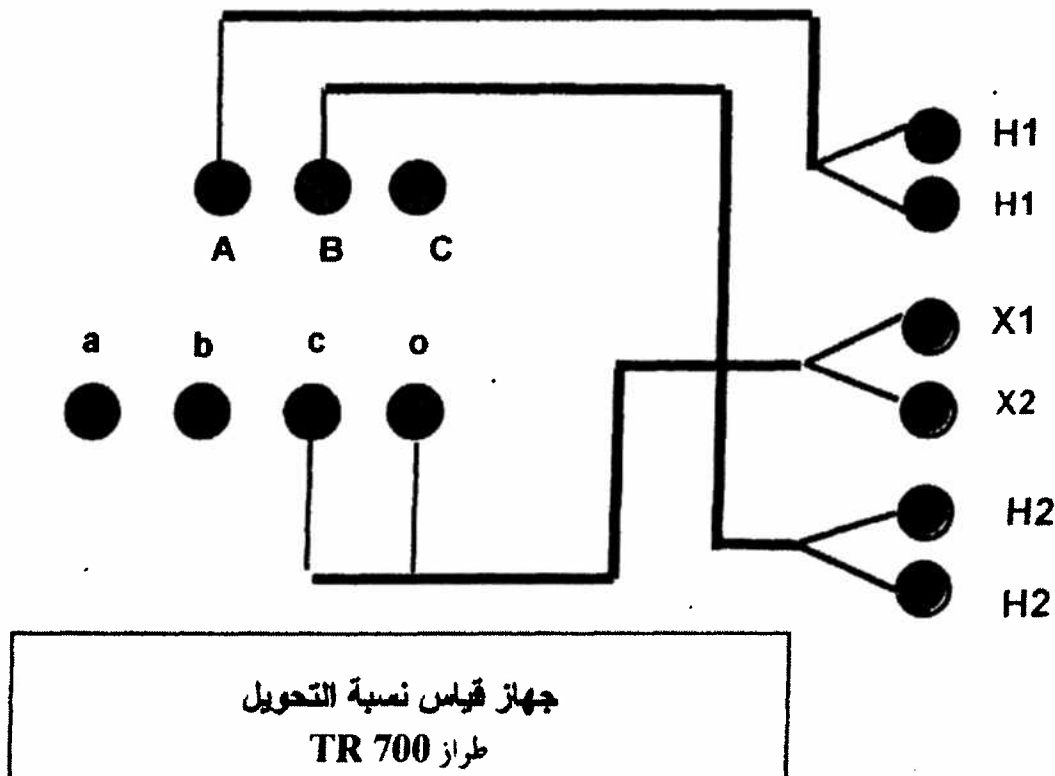 H1
H1
A B C
X1
a b c o
X2
H2
H2
جهاز قياس نسبة التحويل
طراز TR 700